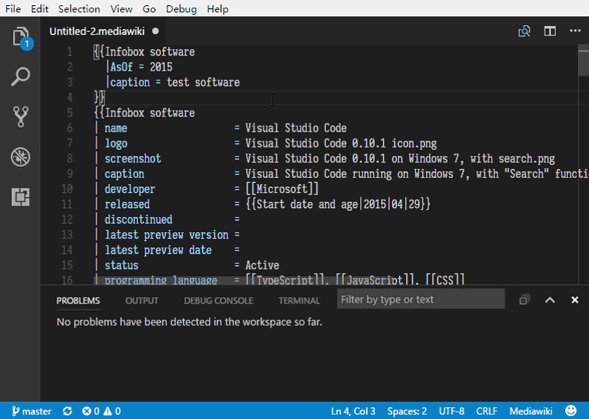 File Edit Selection View Go Debug Help
1
Untitled-2.mediawiki
1 {{Infobox software
2 |AsOf = 2015
3 |caption = test software
4 }}
5 {{Infobox software
6 | name = Visual Studio Code
7 | logo = Visual Studio Code 0.10.1 icon.png
8 | screenshot = Visual Studio Code 0.10.1 on Windows 7, with search.png
9 | caption = Visual Studio Code running on Windows 7, with "Search" functi
10 | developer = [[Microsoft]]
11 | released = {{Start date and age|2015|04|29}}
12 | discontinued =
13 | latest preview version =
14 | latest preview date =
15 | status = Active
16 | programming language = [[TypeScript]], [[JavaScript]], [[CSS]]
PROBLEMS OUTPUT DEBUG CONSOLE TERMINAL Filter by type or text
No problems have been detected in the workspace so far.
master 0 0 Ln 4, Col 3 Spaces: 2 UTF-8 CRLF Mediawiki